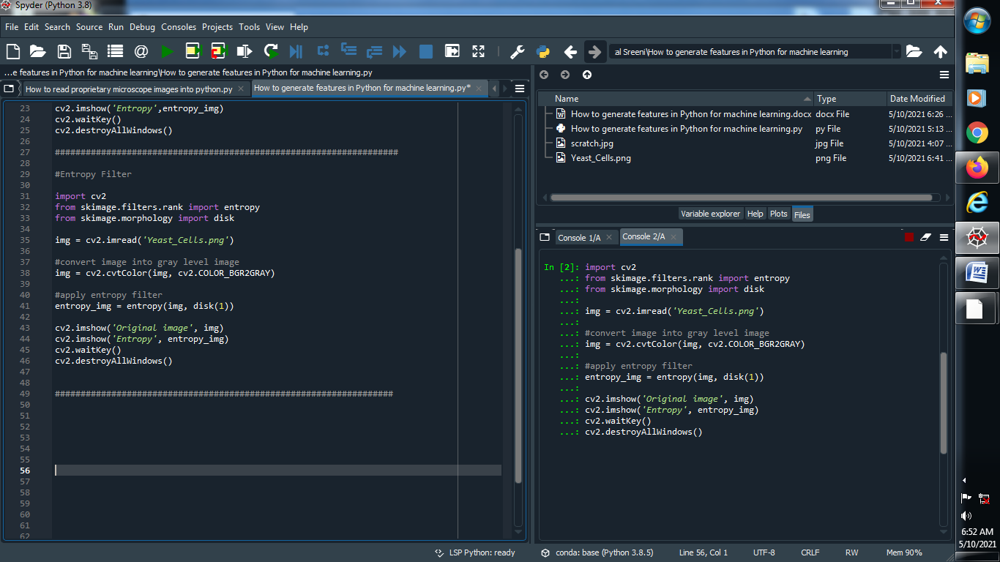 Spyder (Python 3.8)
File Edit Search Source Run Debug Consoles Projects Tools View Help
al Sreeni\How to generate features in Python for machine learning
...e features in Python for machine learning\How to generate features in Python for machine learning.py
How to read proprietary microscope images into python.py
How to generate features in Python for machine learning.py*
23 cv2.imshow('Entropy',entropy_img)
24 cv2.waitKey()
25 cv2.destroyAllWindows()
26
27 ###################################################################
28
29 #Entropy Filter
30
31 import cv2
32 from skimage.filters.rank import entropy
33 from skimage.morphology import disk
34
35 img = cv2.imread('Yeast_Cells.png')
36
37 #convert image into gray level image
38 img = cv2.cvtColor(img, cv2.COLOR_BGR2GRAY)
39
40 #apply entropy filter
41 entropy_img = entropy(img, disk(1))
42
43 cv2.imshow('Original image', img)
44 cv2.imshow('Entropy', entropy_img)
45 cv2.waitKey()
46 cv2.destroyAllWindows()
47
48
49 ##################################################################
50
51
52
53
54
55
56
57
58
59
60
61
62
Name Type Date Modified
How to generate features in Python for machine learning.docx docx File 5/10/2021 6:26 ...
How to generate features in Python for machine learning.py py File 5/10/2021 5:13 ...
scratch.jpg jpg File 5/10/2021 4:07 ...
Yeast_Cells.png png File 5/10/2021 6:41 ...
Variable explorer Help Plots Files
Console 1/A Console 2/A
In [2]: import cv2
...: from skimage.filters.rank import entropy
...: from skimage.morphology import disk
...:
...: img = cv2.imread('Yeast_Cells.png')
...:
...: #convert image into gray level image
...: img = cv2.cvtColor(img, cv2.COLOR_BGR2GRAY)
...:
...: #apply entropy filter
...: entropy_img = entropy(img, disk(1))
...:
...: cv2.imshow('Original image', img)
...: cv2.imshow('Entropy', entropy_img)
...: cv2.waitKey()
...: cv2.destroyAllWindows()
LSP Python: ready conda: base (Python 3.8.5) Line 56, Col 1 UTF-8 CRLF RW Mem 90%
6:52 AM
5/10/2021